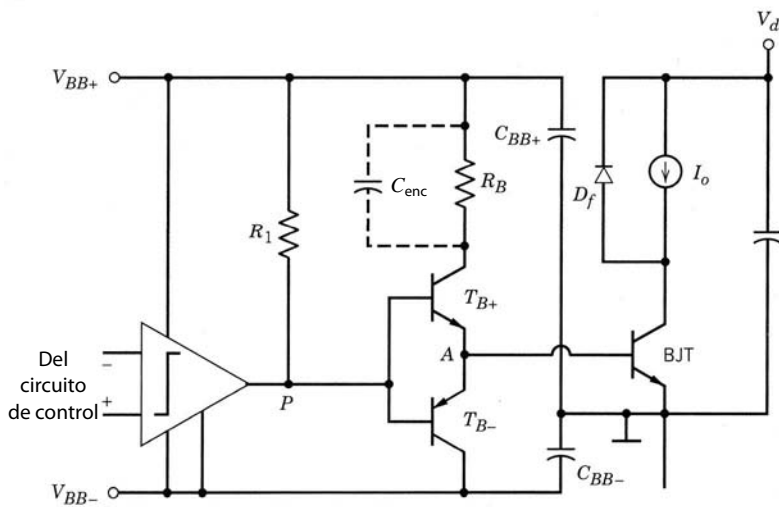 V_d
V_BB+
C_BB+
C_enc
R_B
D_f
I_o
R_1
T_B+
A
BJT
Del
circuito
de control
−
+
P
T_B−
C_BB−
V_BB−